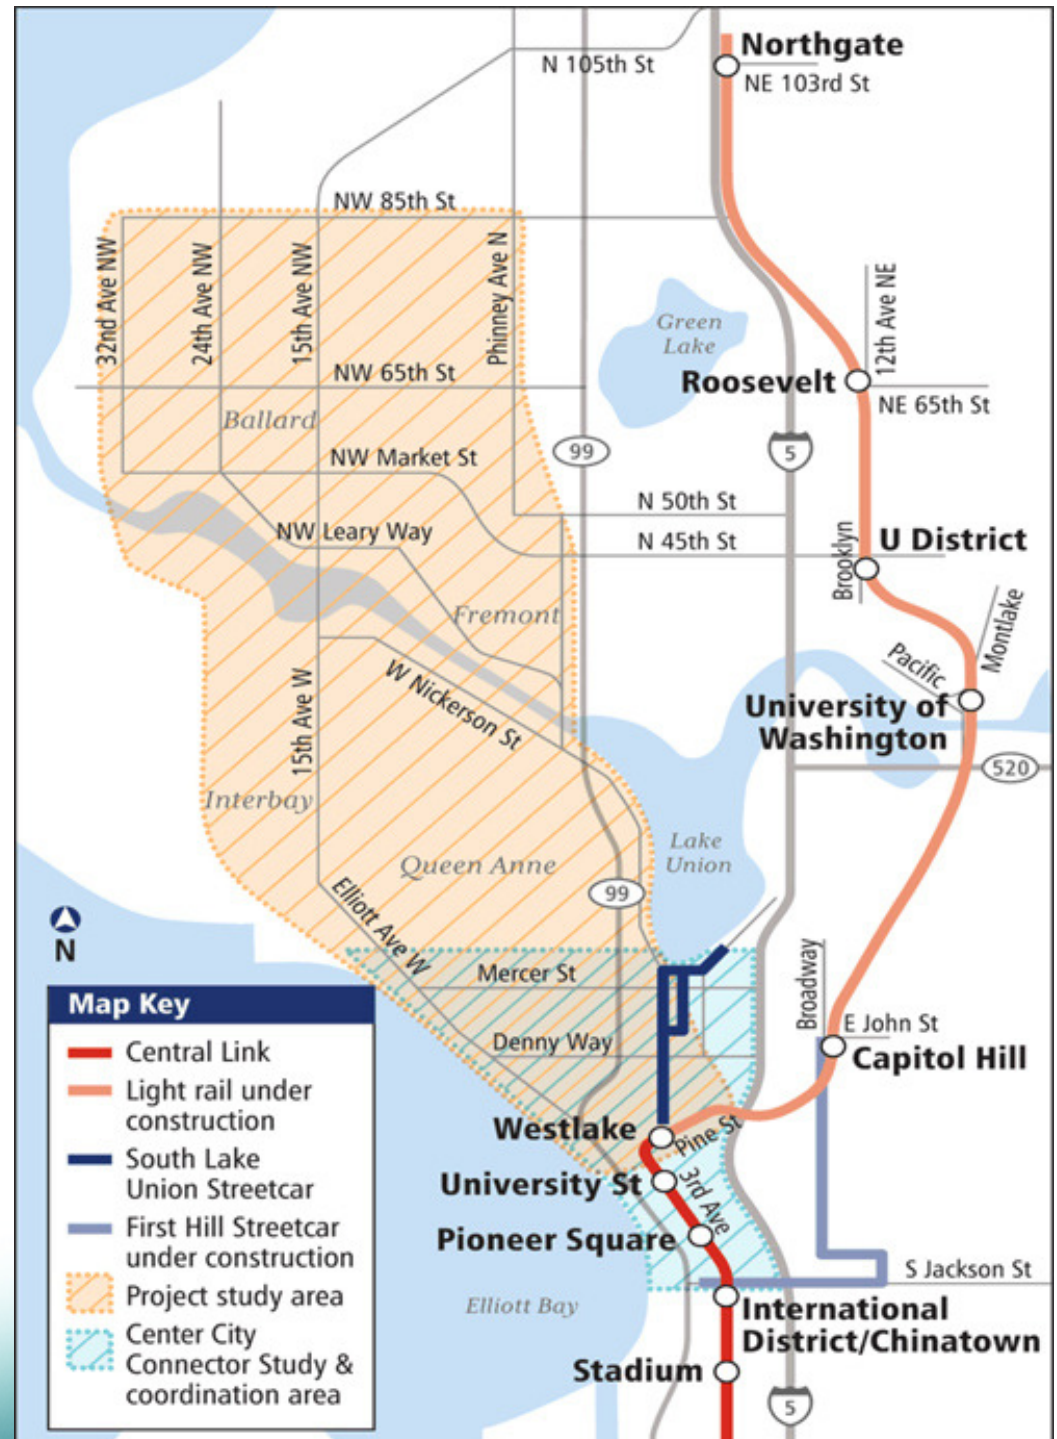 Northgate
N 105th St
NE 103rd St
NW 85th St
32nd Ave NW
24th Ave NW
15th Ave NW
Phinney Ave N
12th Ave NE
Green
Lake
Roosevelt
NW 65th St
NE 65th St
Ballard
99
5
NW Market St
N 50th St
NW Leary Way
N 45th St
U District
Brooklyn
Fremont
Montlake
Pacific
W Nickerson St
University of
Washington
15th Ave W
520
Interbay
Lake
Union
Queen Anne
99
Elliott Ave W
N
Mercer St
Broadway
E John St
Denny Way
Capitol Hill
Westlake
Pine St
University St
3rd Ave
Pioneer Square
S Jackson St
Elliott Bay
International
District/Chinatown
Stadium
5
Map Key
Central Link
Light rail under
construction
South Lake
Union Streetcar
First Hill Streetcar
under construction
Project study area
Center City
Connector Study &
coordination area